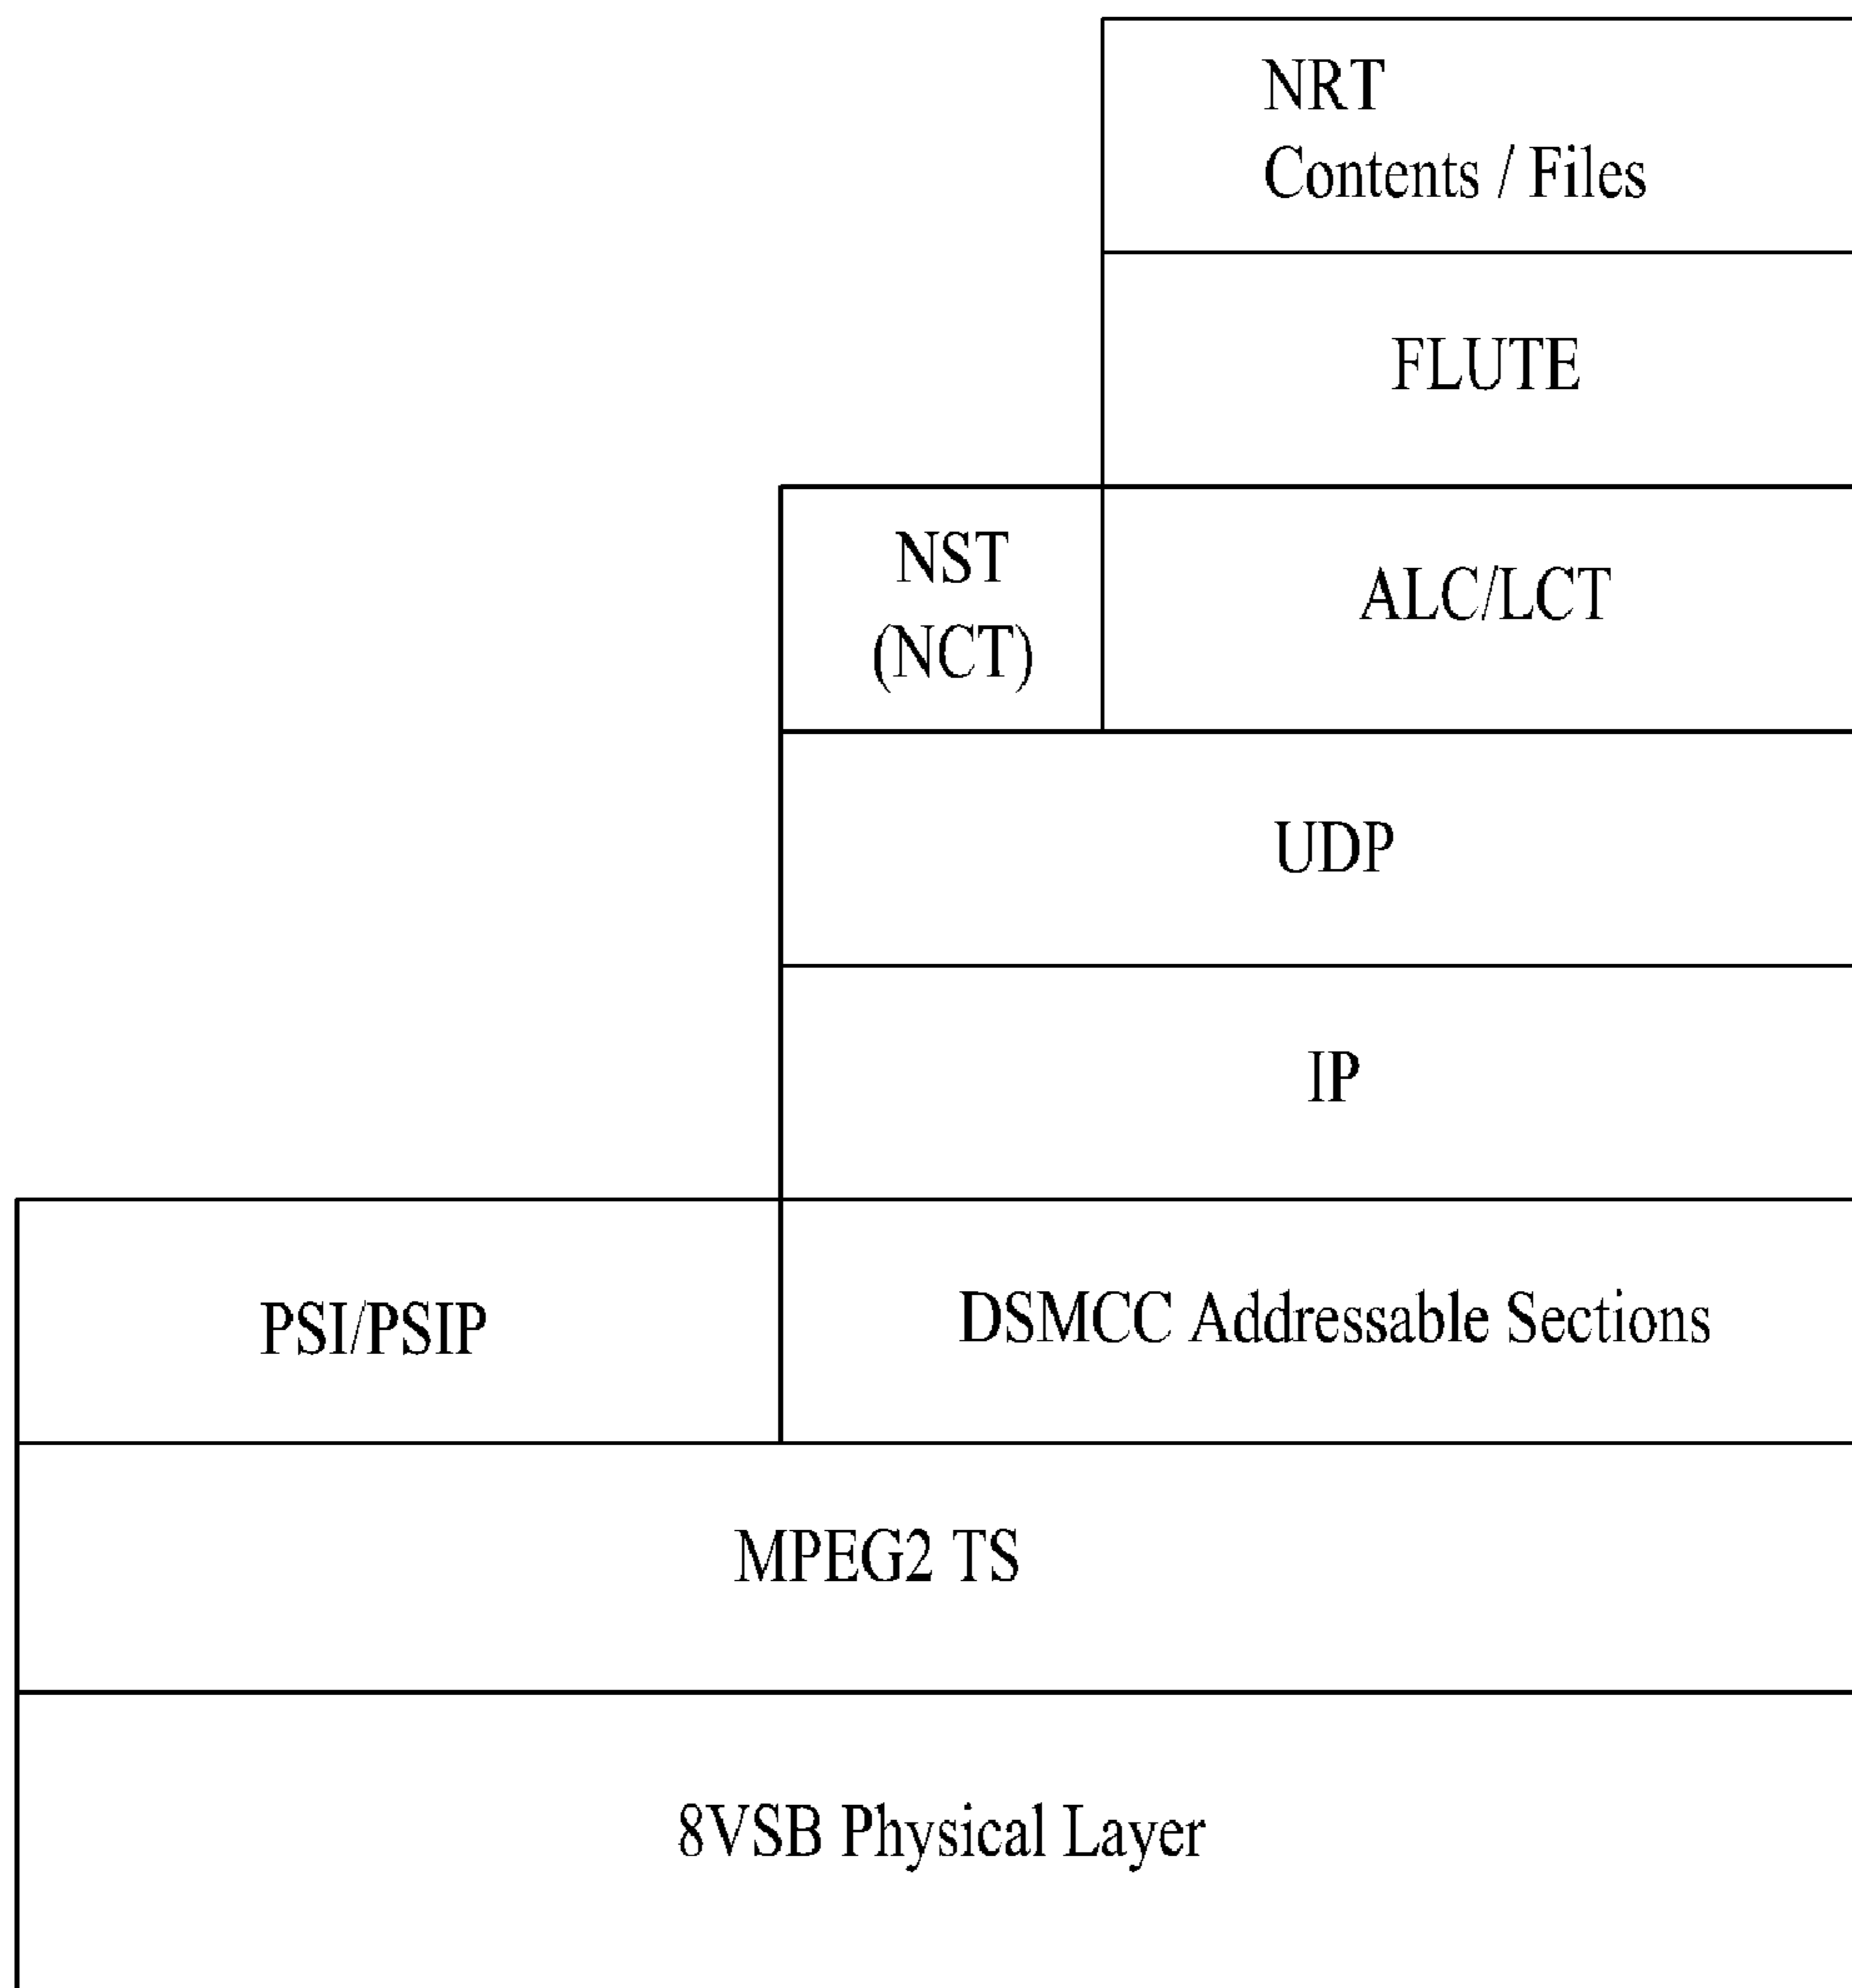 NRT
Contents / Files
FLUTE
NST
(NCT)
ALC/LCT
UDP
IP
PSI/PSIP
DSMCC Addressable Sections
MPEG2 TS
8VSB Physical Layer